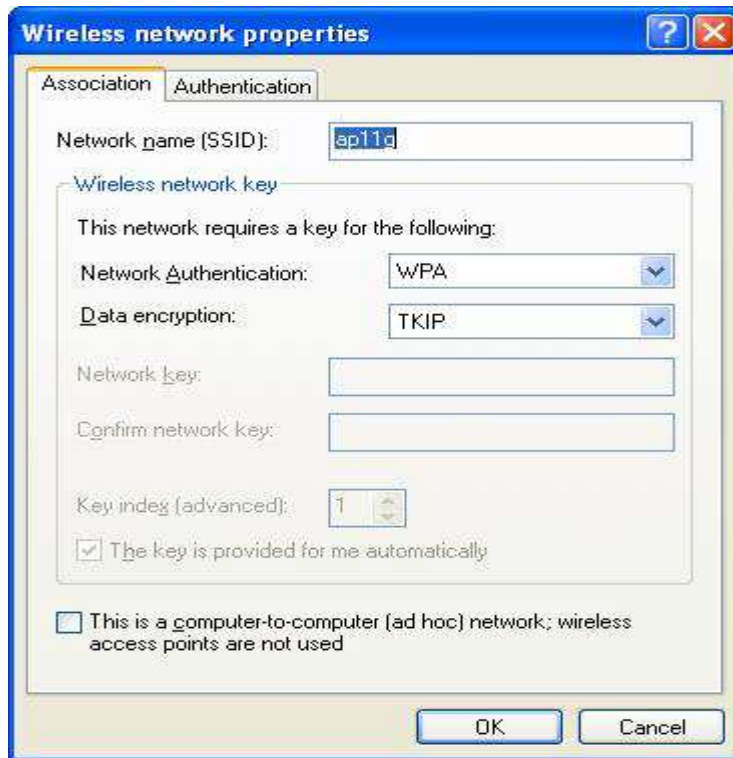 Wireless network properties
Association Authentication
Network name (SSID): ap11g
Wireless network key
This network requires a key for the following:
Network Authentication: WPA
Data encryption: TKIP
Network key:
Confirm network key:
Key index (advanced): 1
The key is provided for me automatically
This is a computer-to-computer (ad hoc) network; wireless
access points are not used
OK Cancel